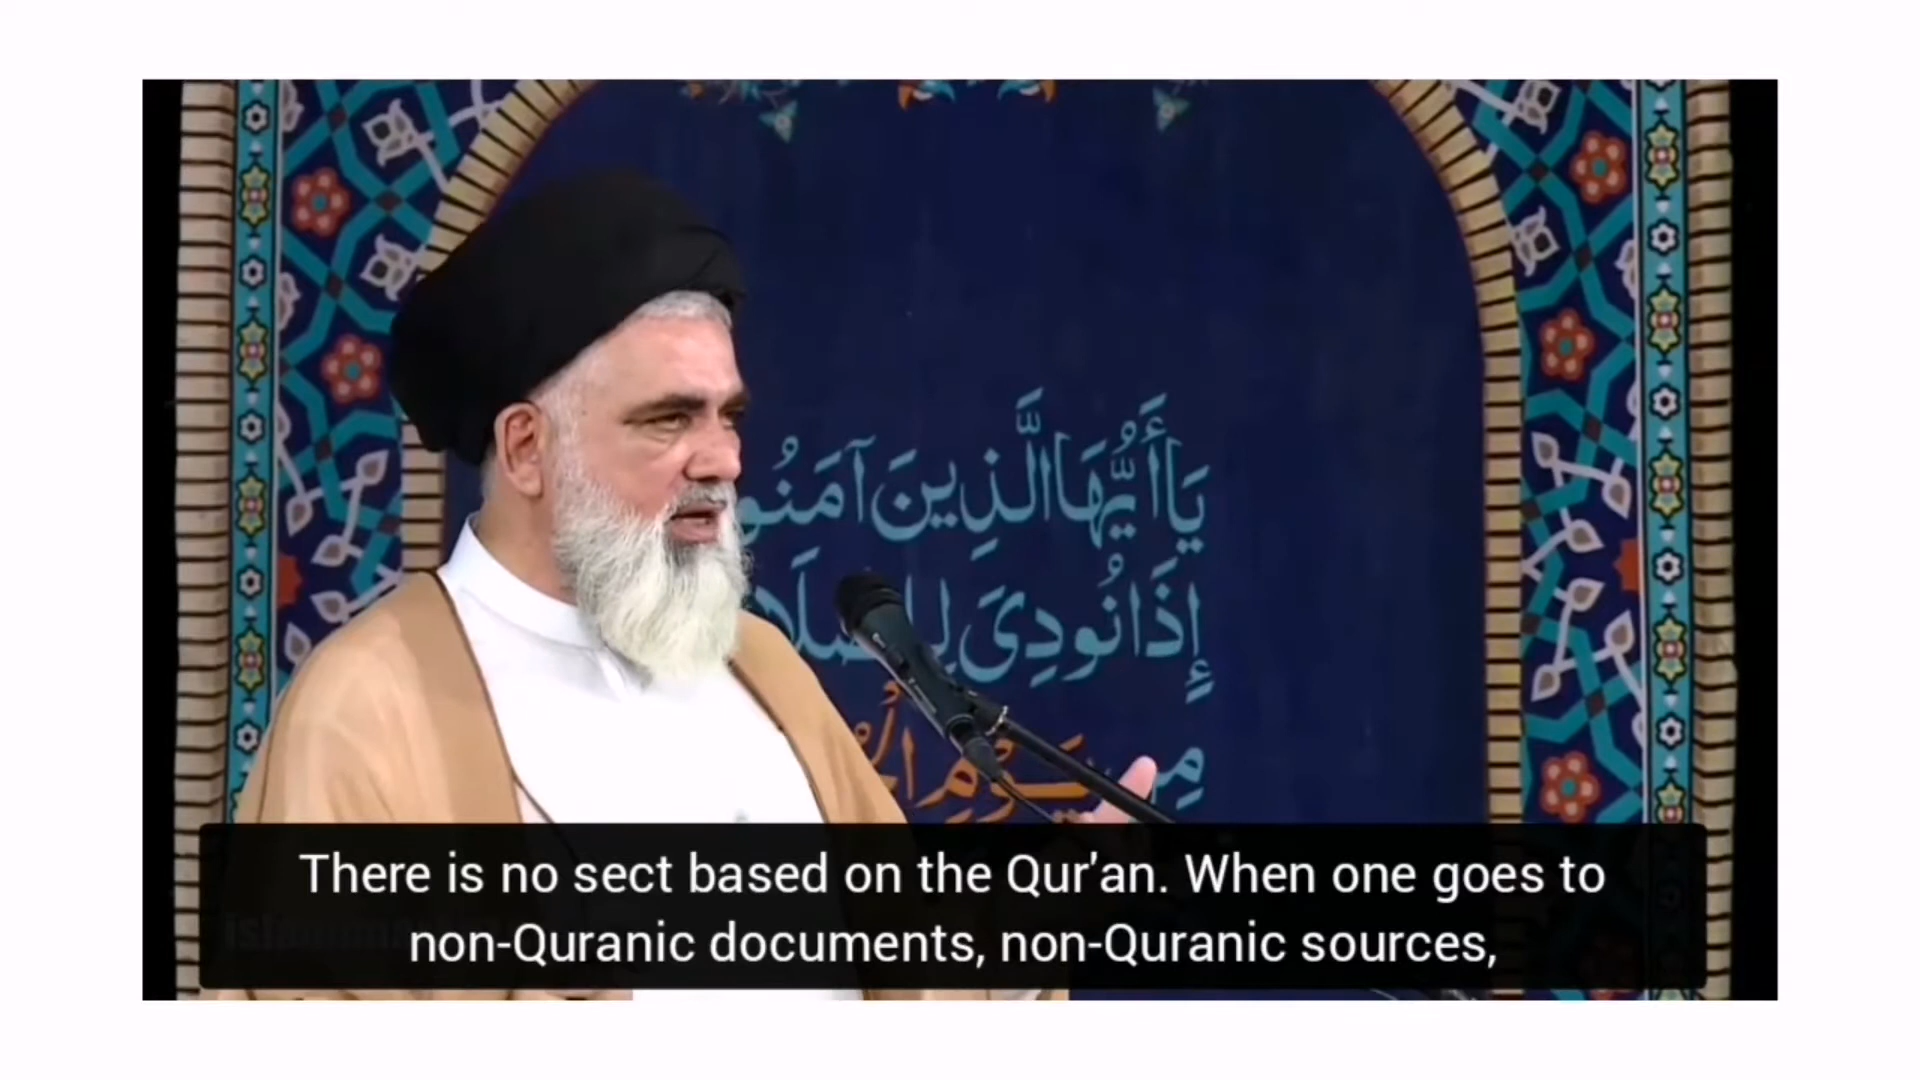 يَا أَيُّهَا الَّذِينَ آمَنُو
إِذَا نُودِيَ
مِن يَوْمِ
There is no sect based on the Qur'an. When one goes to
non-Quranic documents, non-Quranic sources,